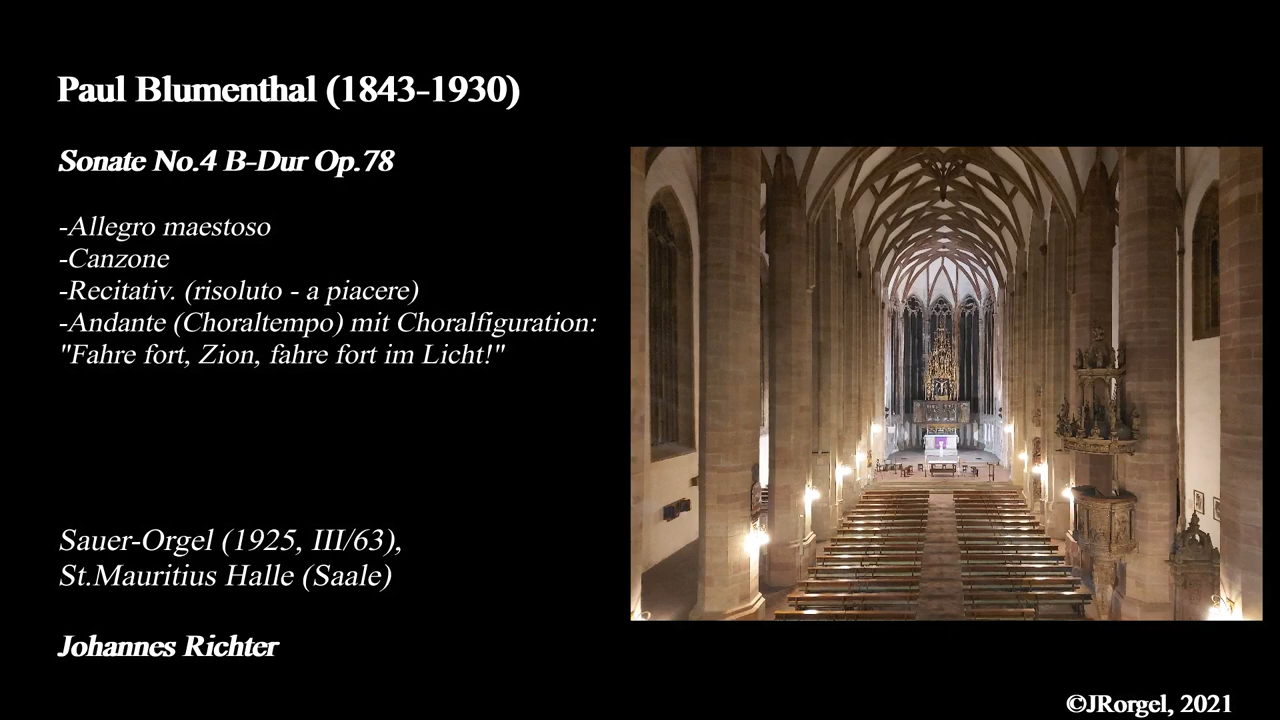 Paul Blumenthal (1843-1930)
Sonate No.4 B-Dur Op.78
-Allegro maestoso
-Canzone
-Recitativ. (risoluto - a piacere)
-Andante (Choraltempo) mit Choralfiguration:
"Fahre fort, Zion, fahre fort im Licht!"
Sauer-Orgel (1925, III/63),
St.Mauritius Halle (Saale)
Johannes Richter
©JRorgel, 2021